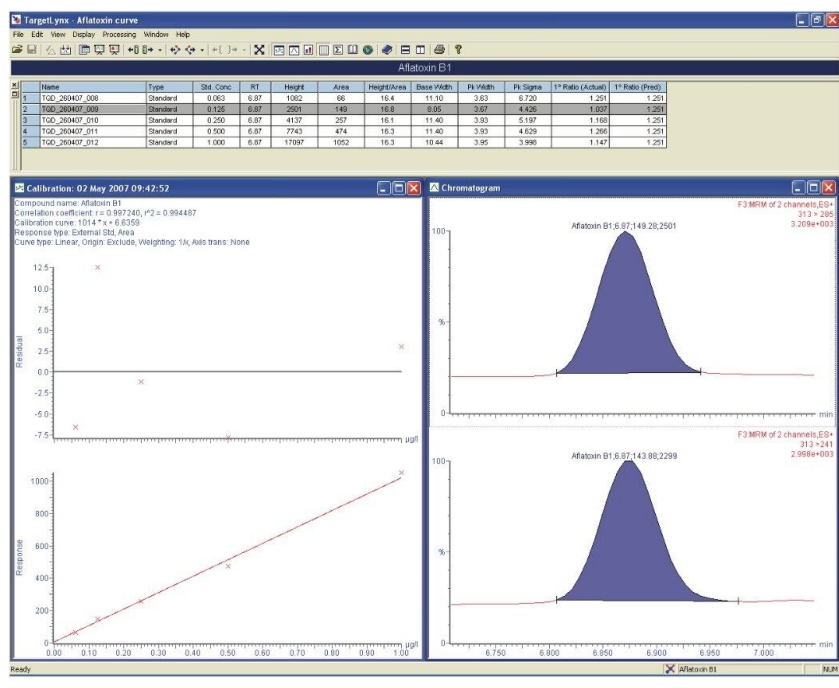 TargetLynx - Aflatoxin curve
File Edit View Display Processing Window Help
Aflatoxin B1
Name Type Std. Conc RT Height Area Height/Area Base Width Pk Width Pk Sigma 1° Ratio (Actual) 1° Ratio (Pred)
1 TQD_260407_008 Standard 0.063 6.87 1082 66 16.4 11.10 3.63 6.720 1.251 1.251
2 TQD_260407_009 Standard 0.125 6.87 2501 149 16.8 8.05 3.67 4.426 1.037 1.251
3 TQD_260407_010 Standard 0.250 6.87 4137 257 16.1 11.40 3.93 5.197 1.168 1.251
4 TQD_260407_011 Standard 0.500 6.87 7743 474 16.3 11.40 3.93 4.629 1.266 1.251
5 TQD_260407_012 Standard 1.000 6.87 17097 1052 16.3 10.44 3.95 3.998 1.147 1.251
Calibration: 02 May 2007 09:42:52
Compound name: Aflatoxin B1
Correlation coefficient: r = 0.997240, r^2 = 0.994487
Calibration curve: 1014 * x + 6.6359
Response type: External Std, Area
Curve type: Linear, Origin: Exclude, Weighting: 1/x, Axis trans: None
12.5
10.0
7.5
5.0
2.5
0.0
-2.5
-5.0
-7.5
Residual
µg/l
1000
800
600
400
200
0
Response
µg/l
0.00 0.10 0.20 0.30 0.40 0.50 0.60 0.70 0.80 0.90 1.00
Chromatogram
F3:MRM of 2 channels,ES+
313 > 285
3.209e+003
Aflatoxin B1;6.87;149.28;2501
100
%
0
min
F3:MRM of 2 channels,ES+
313 >241
2.998e+003
Aflatoxin B1;6.87;143.88;2299
100
%
0
min
6.750 6.800 6.850 6.900 6.950 7.000
Ready
Aflatoxin B1
NUM